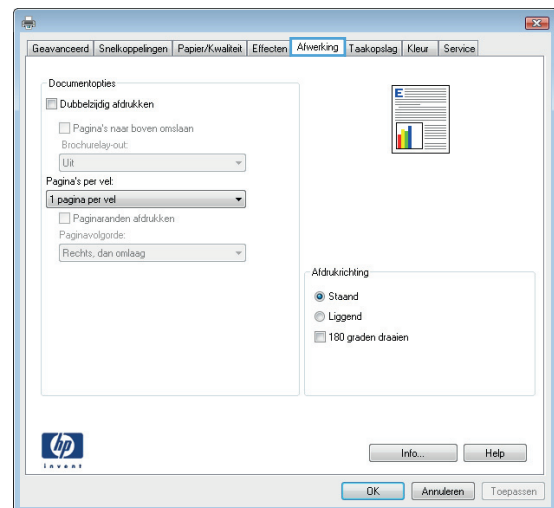 Geavanceerd Snelkoppelingen Papier/Kwaliteit Effecten Afwerking Taakopslag Kleur Service
Documentopties
Dubbelzijdig afdrukken
Pagina's naar boven omslaan
Brochurelay-out:
Uit
Pagina's per vel:
1 pagina per vel
Paginaranden afdrukken
Paginavolgorde:
Rechts, dan omlaag
E
Afdrukrichting
Staand
Liggend
180 graden draaien
hp
invent
Info... Help
OK Annuleren Toepassen